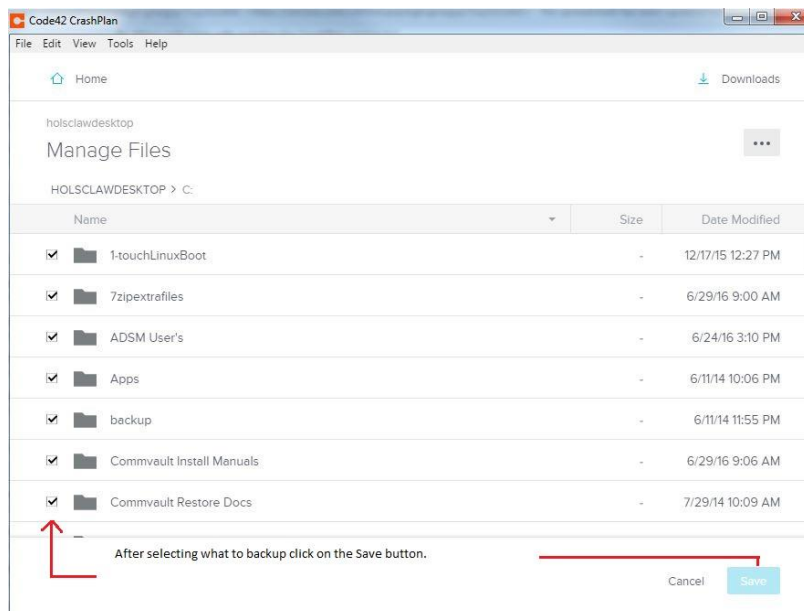 Code42 CrashPlan
File Edit View Tools Help
Home Downloads
holsclawdesktop
Manage Files
HOLSCLAWDESKTOP > C:
Name Size Date Modified
1-touchLinuxBoot - 12/17/15 12:27 PM
7zipextrafiles - 6/29/16 9:00 AM
ADSM User's - 6/24/16 3:10 PM
Apps - 6/11/14 10:06 PM
backup - 6/11/14 11:55 PM
Commvault Install Manuals - 6/29/16 9:06 AM
Commvault Restore Docs - 7/29/14 10:09 AM
After selecting what to backup click on the Save button.
Cancel Save